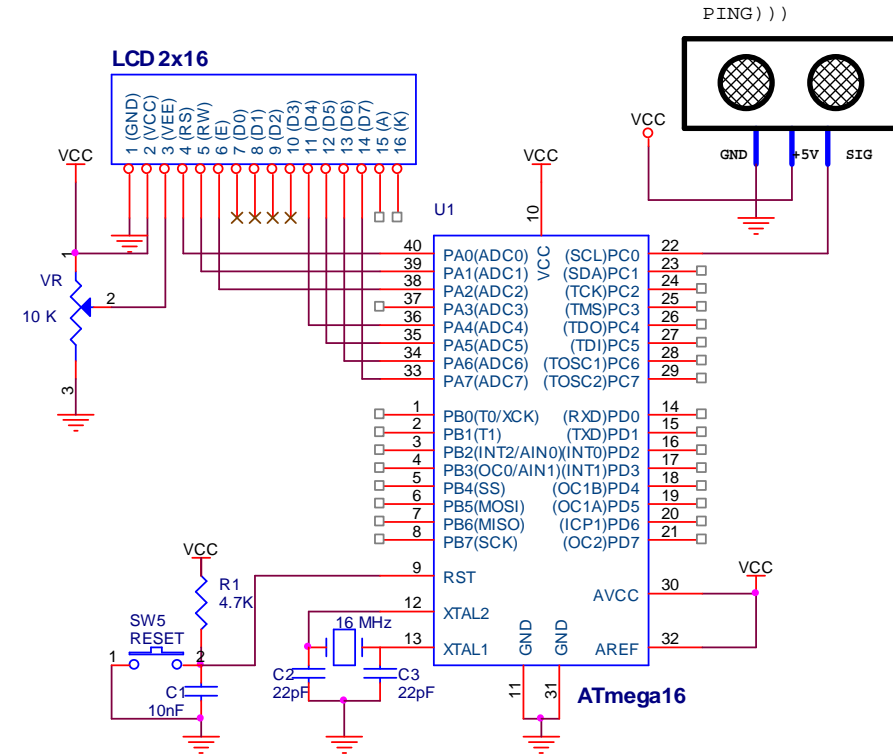 PING)))
LCD 2x16
1 (GND)
2 (VCC)
3 (VEE)
4 (RS)
5 (RW)
6 (E)
7 (D0)
8 (D1)
9 (D2)
10 (D3)
11 (D4)
12 (D5)
13 (D6)
14 (D7)
15 (A)
16 (K)
VCC
GND
+5V
SIG
VCC
VCC
U1
10
VCC
1
VR
2
10 K
3
40 PA0(ADC0) (SCL)PC0 22
39 PA1(ADC1) (SDA)PC1 23
38 PA2(ADC2) (TCK)PC2 24
37 PA3(ADC3) (TMS)PC3 25
36 PA4(ADC4) (TDO)PC4 26
35 PA5(ADC5) (TDI)PC5 27
34 PA6(ADC6) (TOSC1)PC6 28
33 PA7(ADC7) (TOSC2)PC7 29
1 PB0(T0/XCK) (RXD)PD0 14
2 PB1(T1) (TXD)PD1 15
3 PB2(INT2/AIN0)(INT0)PD2 16
4 PB3(OC0/AIN1)(INT1)PD3 17
5 PB4(SS) (OC1B)PD4 18
6 PB5(MOSI) (OC1A)PD5 19
7 PB6(MISO) (ICP1)PD6 20
8 PB7(SCK) (OC2)PD7 21
9 RST
12 XTAL2
13 XTAL1
AVCC 30
AREF 32
VCC
GND
GND
11
31
ATmega16
VCC
R1
4.7K
SW5
RESET
1
2
C1
10nF
16 MHz
C2
22pF
C3
22pF